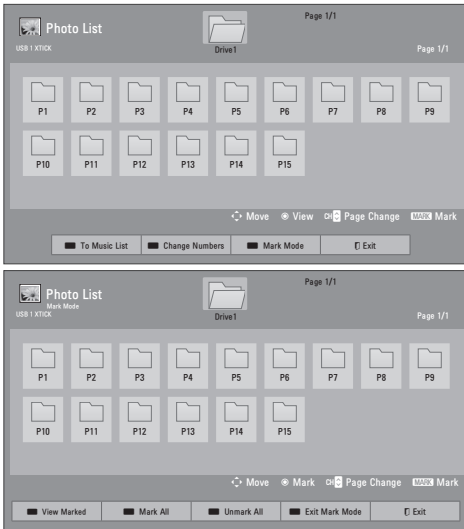 Page 1/1
Photo List
USB 1 XTICK
Drive1
Page 1/1
P1 P2 P3 P4 P5 P6 P7 P8 P9
P10 P11 P12 P13 P14 P15
Move View CH Page Change MARK Mark
To Music List Change Numbers Mark Mode Exit
Page 1/1
Photo List
Mark Mode
USB 1 XTICK
Drive1
Page 1/1
P1 P2 P3 P4 P5 P6 P7 P8 P9
P10 P11 P12 P13 P14 P15
Move Mark CH Page Change MARK Mark
View Marked Mark All Unmark All Exit Mark Mode Exit